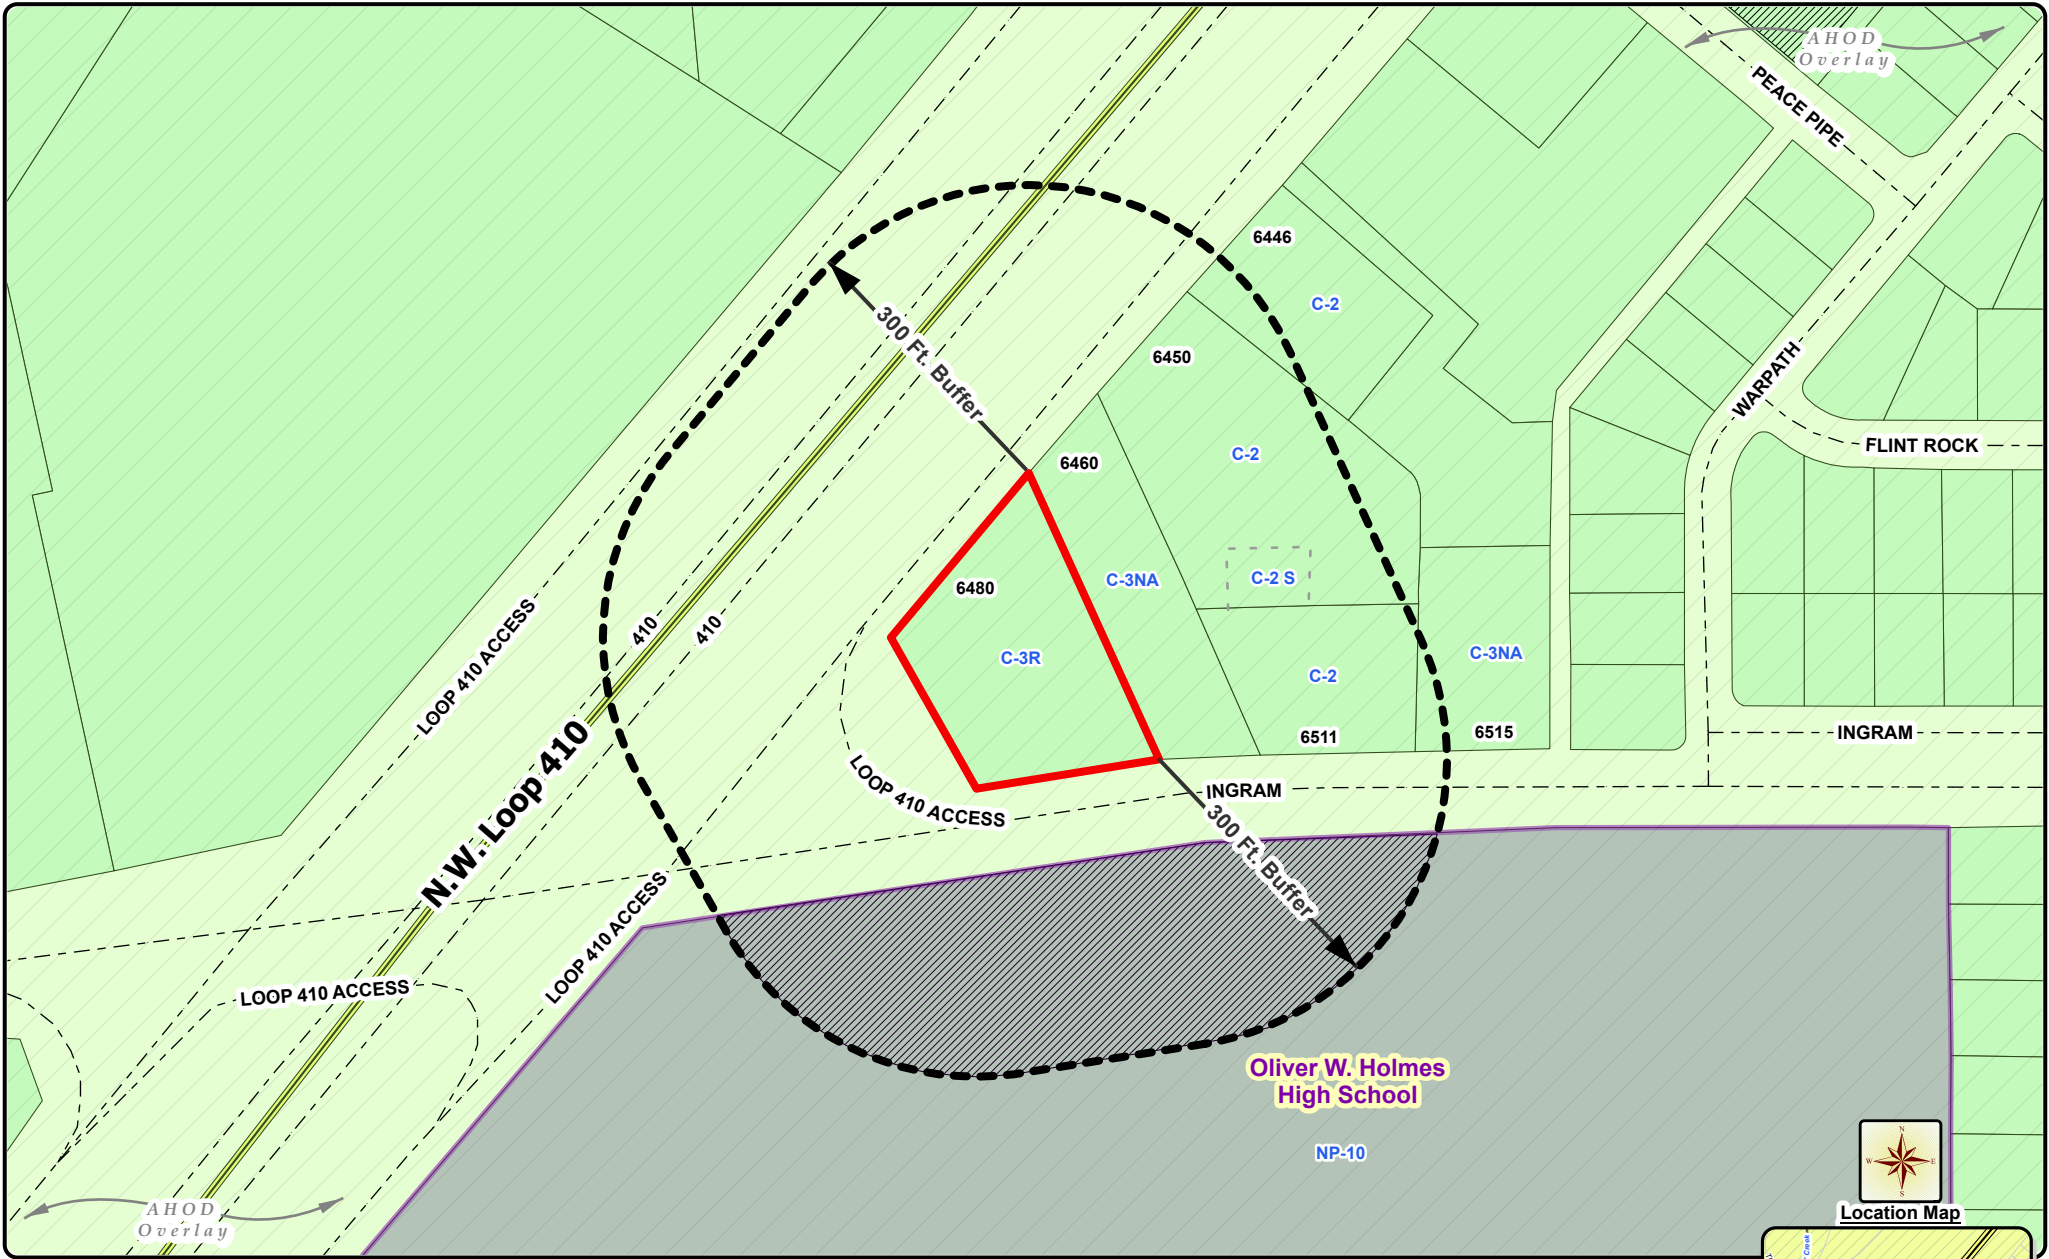 AHOD
Overlay
PEACE PIPE
6446
C-2
300 Ft. Buffer
6450
WARPATH
FLINT ROCK
C-2
6460
C-3NA
C-2 S
6480
LOOP 410 ACCESS
410
410
C-3R
C-2
C-3NA
6511
6515
INGRAM
N.W. Loop 410
LOOP 410 ACCESS
INGRAM
300 Ft. Buffer
LOOP 410 ACCESS
LOOP 410 ACCESS
Oliver W. Holmes
High School
NP-10
N
W
E
S
AHOD
Overlay
Location Map
Creek